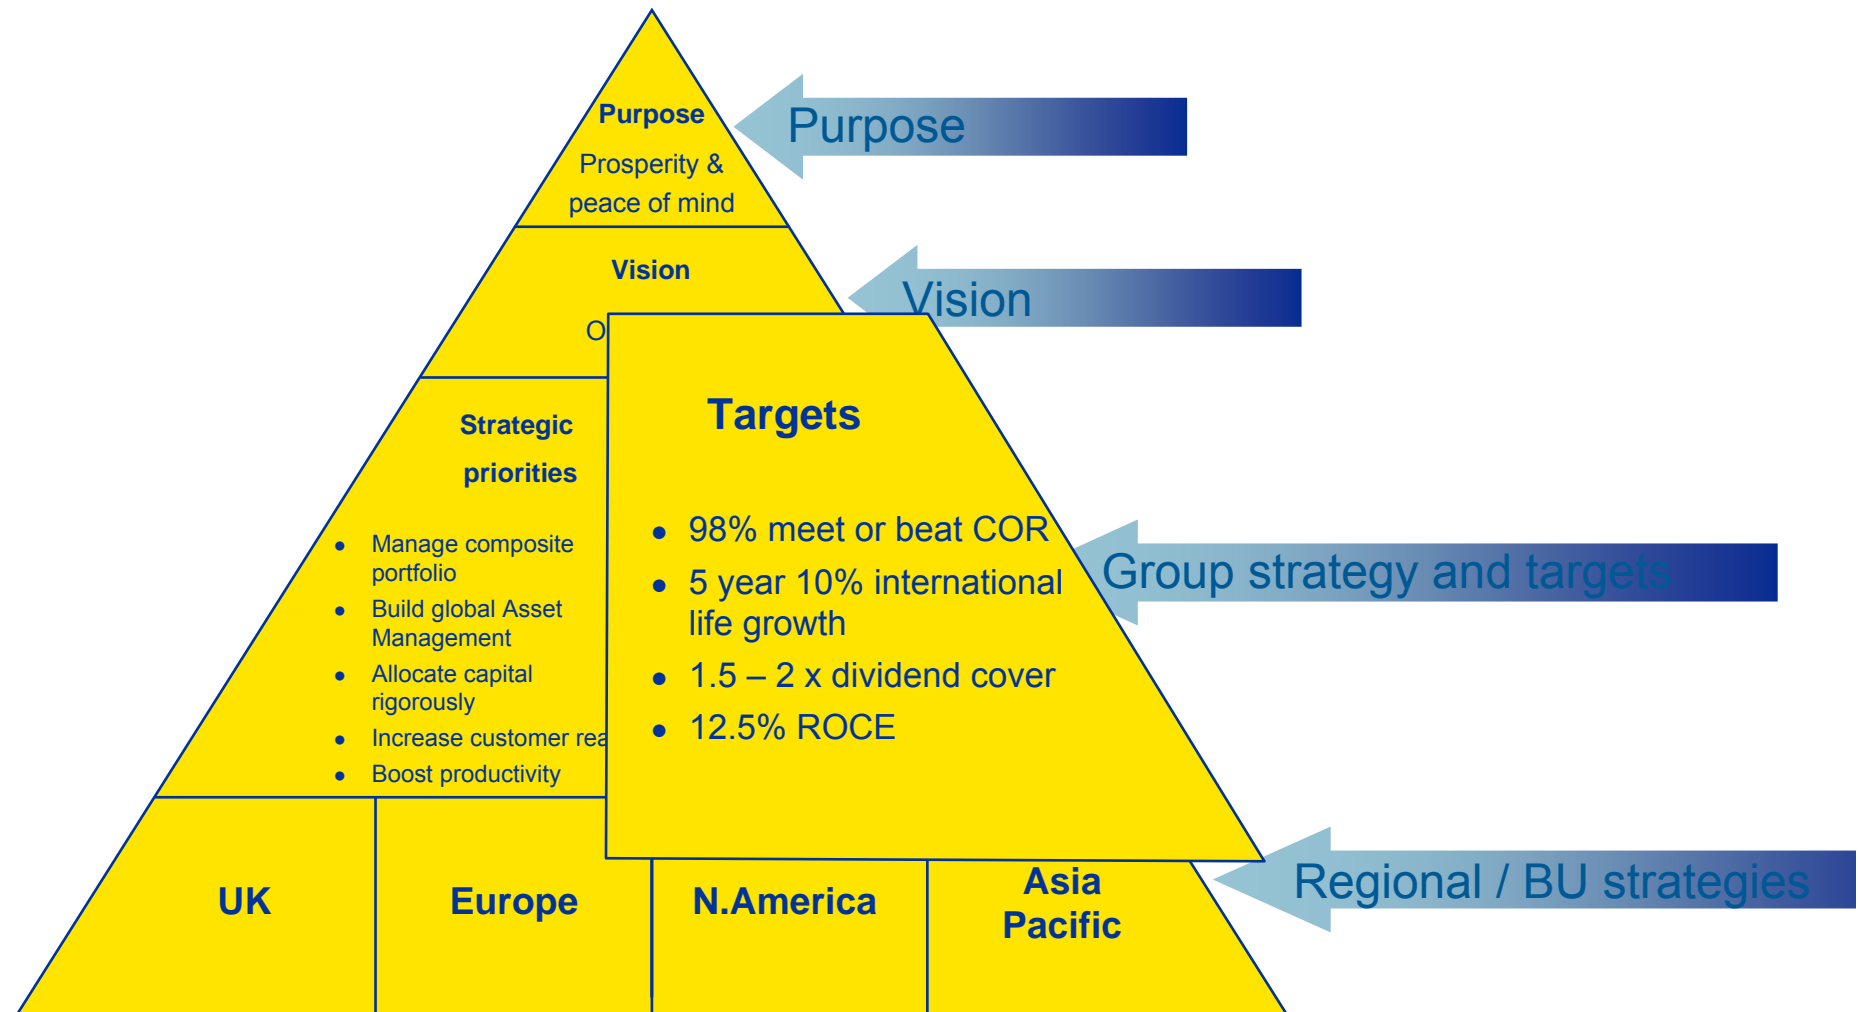 Purpose
Prosperity &
peace of mind
Purpose
Vision
Vision
Strategic
priorities
● Manage composite
portfolio
● Build global Asset
Management
● Allocate capital
rigorously
● Increase customer
● Boost productivity
Targets
● 98% meet or beat COR
● 5 year 10% international
life growth
● 1.5 – 2 x dividend cover
● 12.5% ROCE
Group strategy and targets
UK
Europe
N.America
Asia
Pacific
Regional / BU strategies